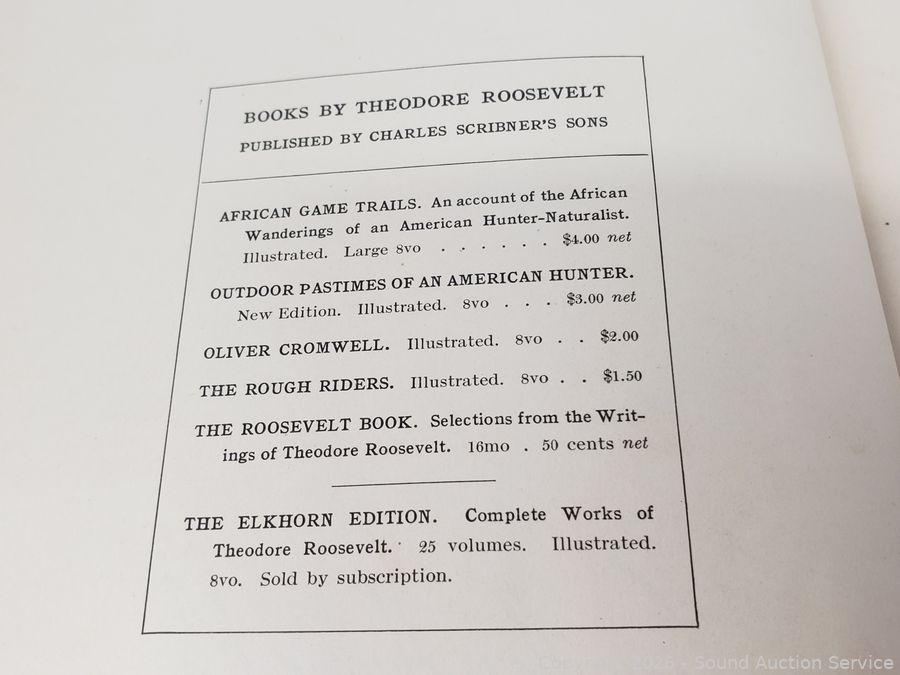 BOOKS BY THEODORE ROOSEVELT
PUBLISHED BY CHARLES SCRIBNER'S SONS
AFRICAN GAME TRAILS. An account of the African
Wanderings of an American Hunter-Naturalist.
Illustrated. Large 8vo . . . . . . $4.00 net
OUTDOOR PASTIMES OF AN AMERICAN HUNTER.
New Edition. Illustrated. 8vo . . . $3.00 net
OLIVER CROMWELL. Illustrated. 8vo . . $2.00
THE ROUGH RIDERS. Illustrated. 8vo . . $1.50
THE ROOSEVELT BOOK. Selections from the Writ-
ings of Theodore Roosevelt. 16mo . 50 cents net
THE ELKHORN EDITION. Complete Works of
Theodore Roosevelt. 25 volumes. Illustrated.
8vo. Sold by subscription.
Copyright 2026 - Sound Auction Service